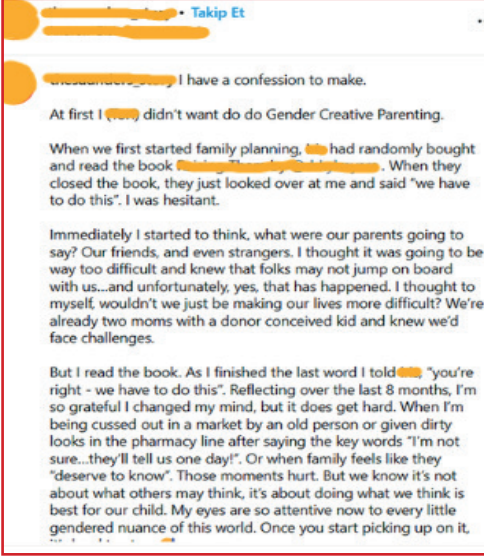 • Takip Et
I have a confession to make.
At first I didn't want do do Gender Creative Parenting.
When we first started family planning, had randomly bought
and read the book . When they
closed the book, they just looked over at me and said "we have
to do this". I was hesitant.
Immediately I started to think, what were our parents going to
say? Our friends, and even strangers. I thought it was going to be
way too difficult and knew that folks may not jump on board
with us...and unfortunately, yes, that has happened. I thought to
myself, wouldn't we just be making our lives more difficult? We're
already two moms with a donor conceived kid and knew we'd
face challenges.
But I read the book. As I finished the last word I told , "you're
right - we have to do this". Reflecting over the last 8 months, I'm
so grateful I changed my mind, but it does get hard. When I'm
being cussed out in a market by an old person or given dirty
looks in the pharmacy line after saying the key words "I'm not
sure...they'll tell us one day!". Or when family feels like they
"deserve to know". Those moments hurt. But we know it's not
about what others may think, it's about doing what we think is
best for our child. My eyes are so attentive now to every little
gendered nuance of this world. Once you start picking up on it,